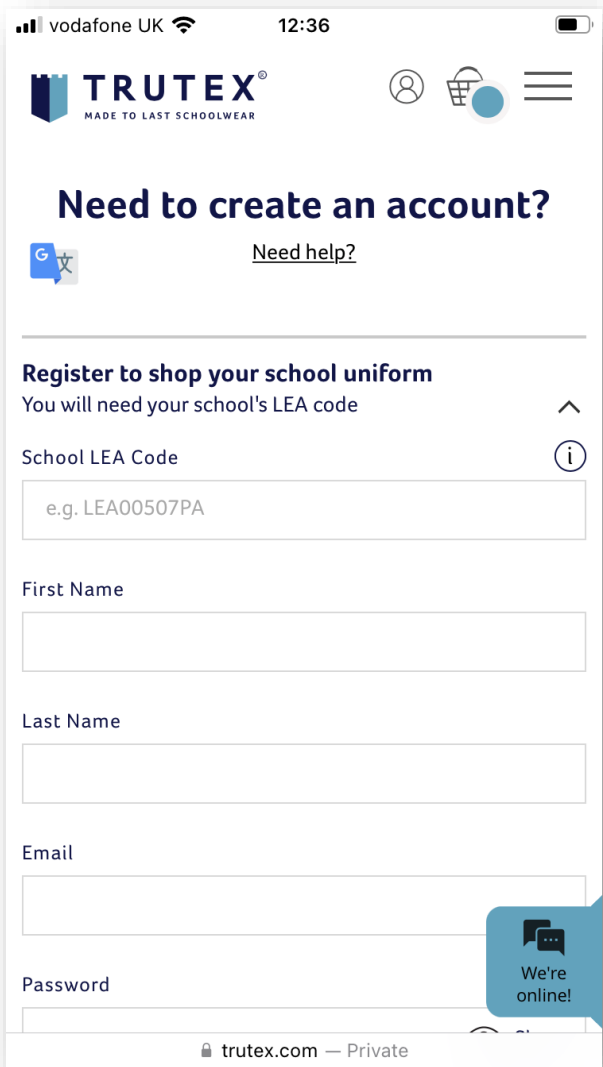 vodafone UK 12:36
TRUTEX®
MADE TO LAST SCHOOLWEAR
Need to create an account?
Need help?
G 文
Register to shop your school uniform
You will need your school's LEA code
School LEA Code i
e.g. LEA00507PA
First Name
Last Name
Email
We're
online!
Password
trutex.com — Private